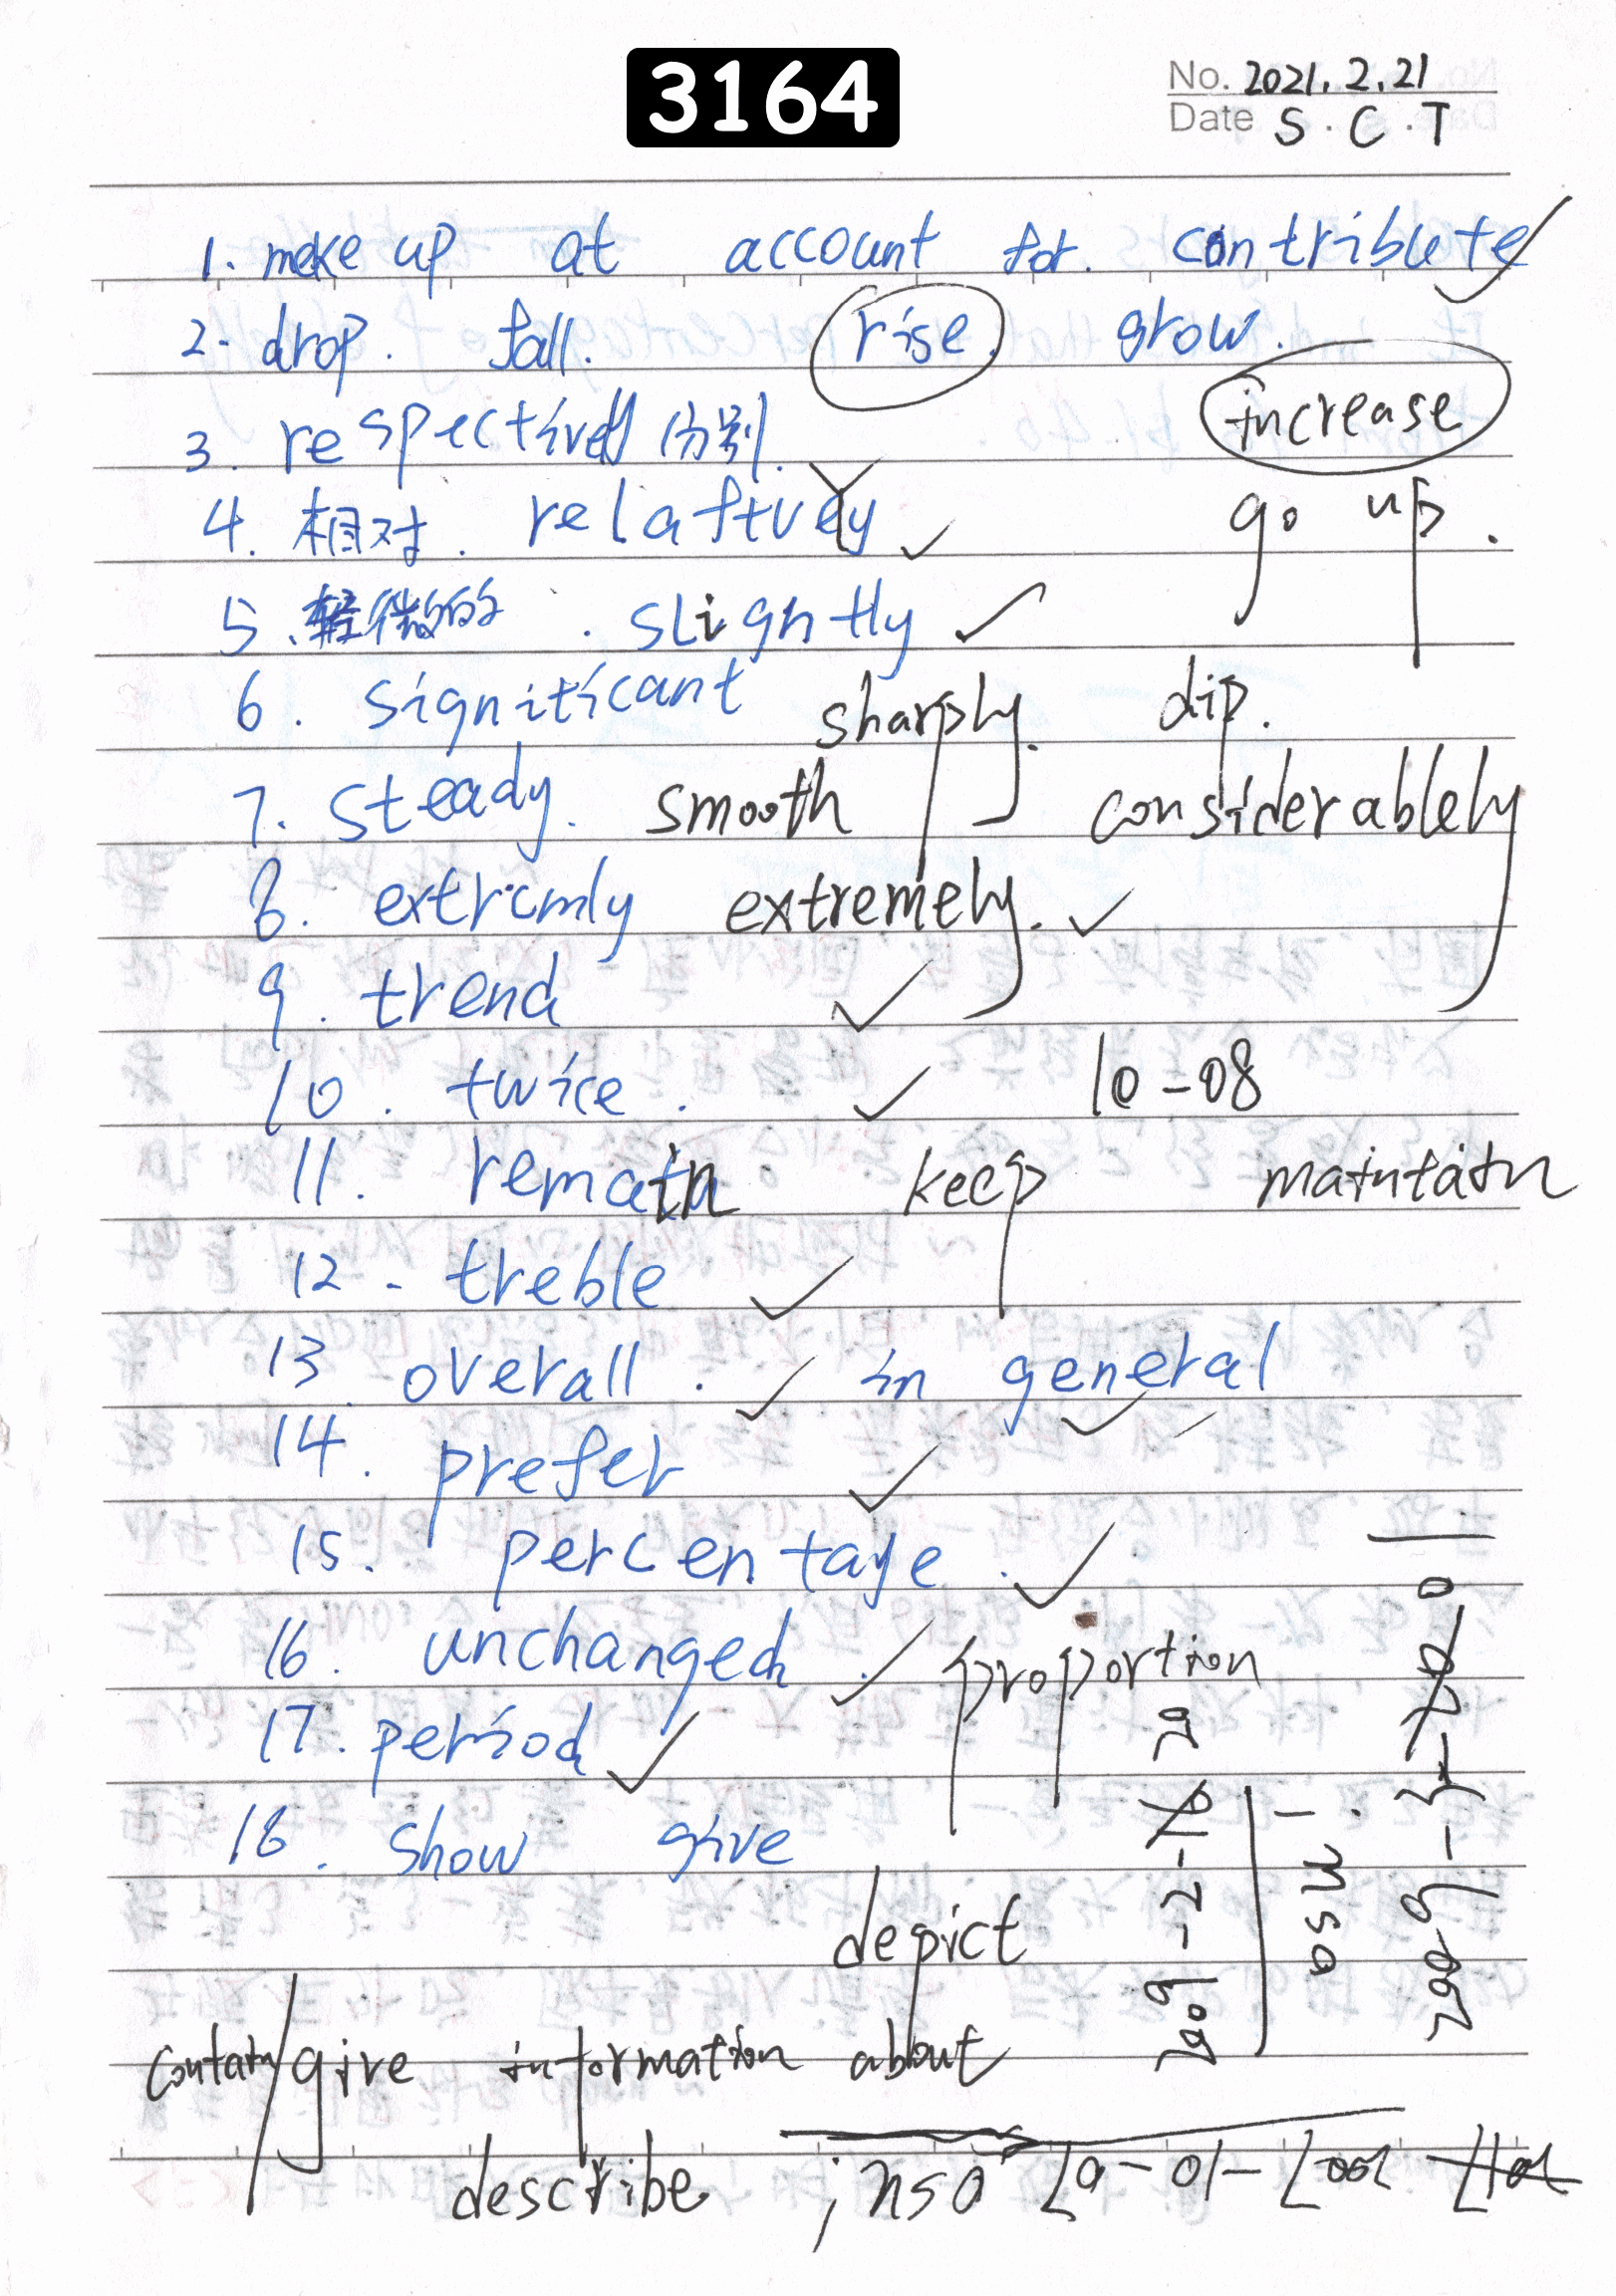 3164
No. 2021.2.21
Date S.C.T
1. make up at account for. contribute
2. drop. fall. rise. grow.
increase
3. respectively 分别.
4. 相对. relatively
go up.
5. 轻微的. slightly
6. significant sharply. dip.
7. steady. smooth considerablely
8. extremly extremely.
9. trend
10. twice. 10-08
11. remain keep maintain
12. treble
13. overall. in general
14. prefer
15. percentage.
16. unchanged. proportion
17. period
18. show give
depict
contain/give information about
describe